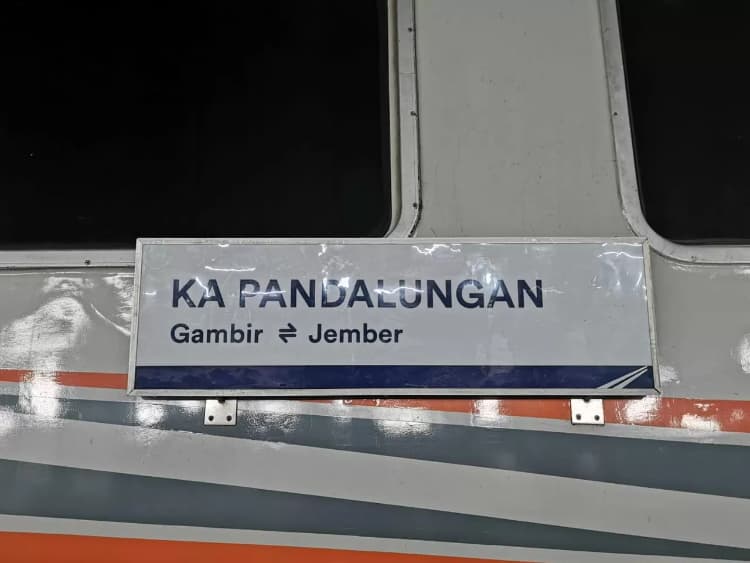 KA PANDALUNGAN
Gambir ⇌ Jember